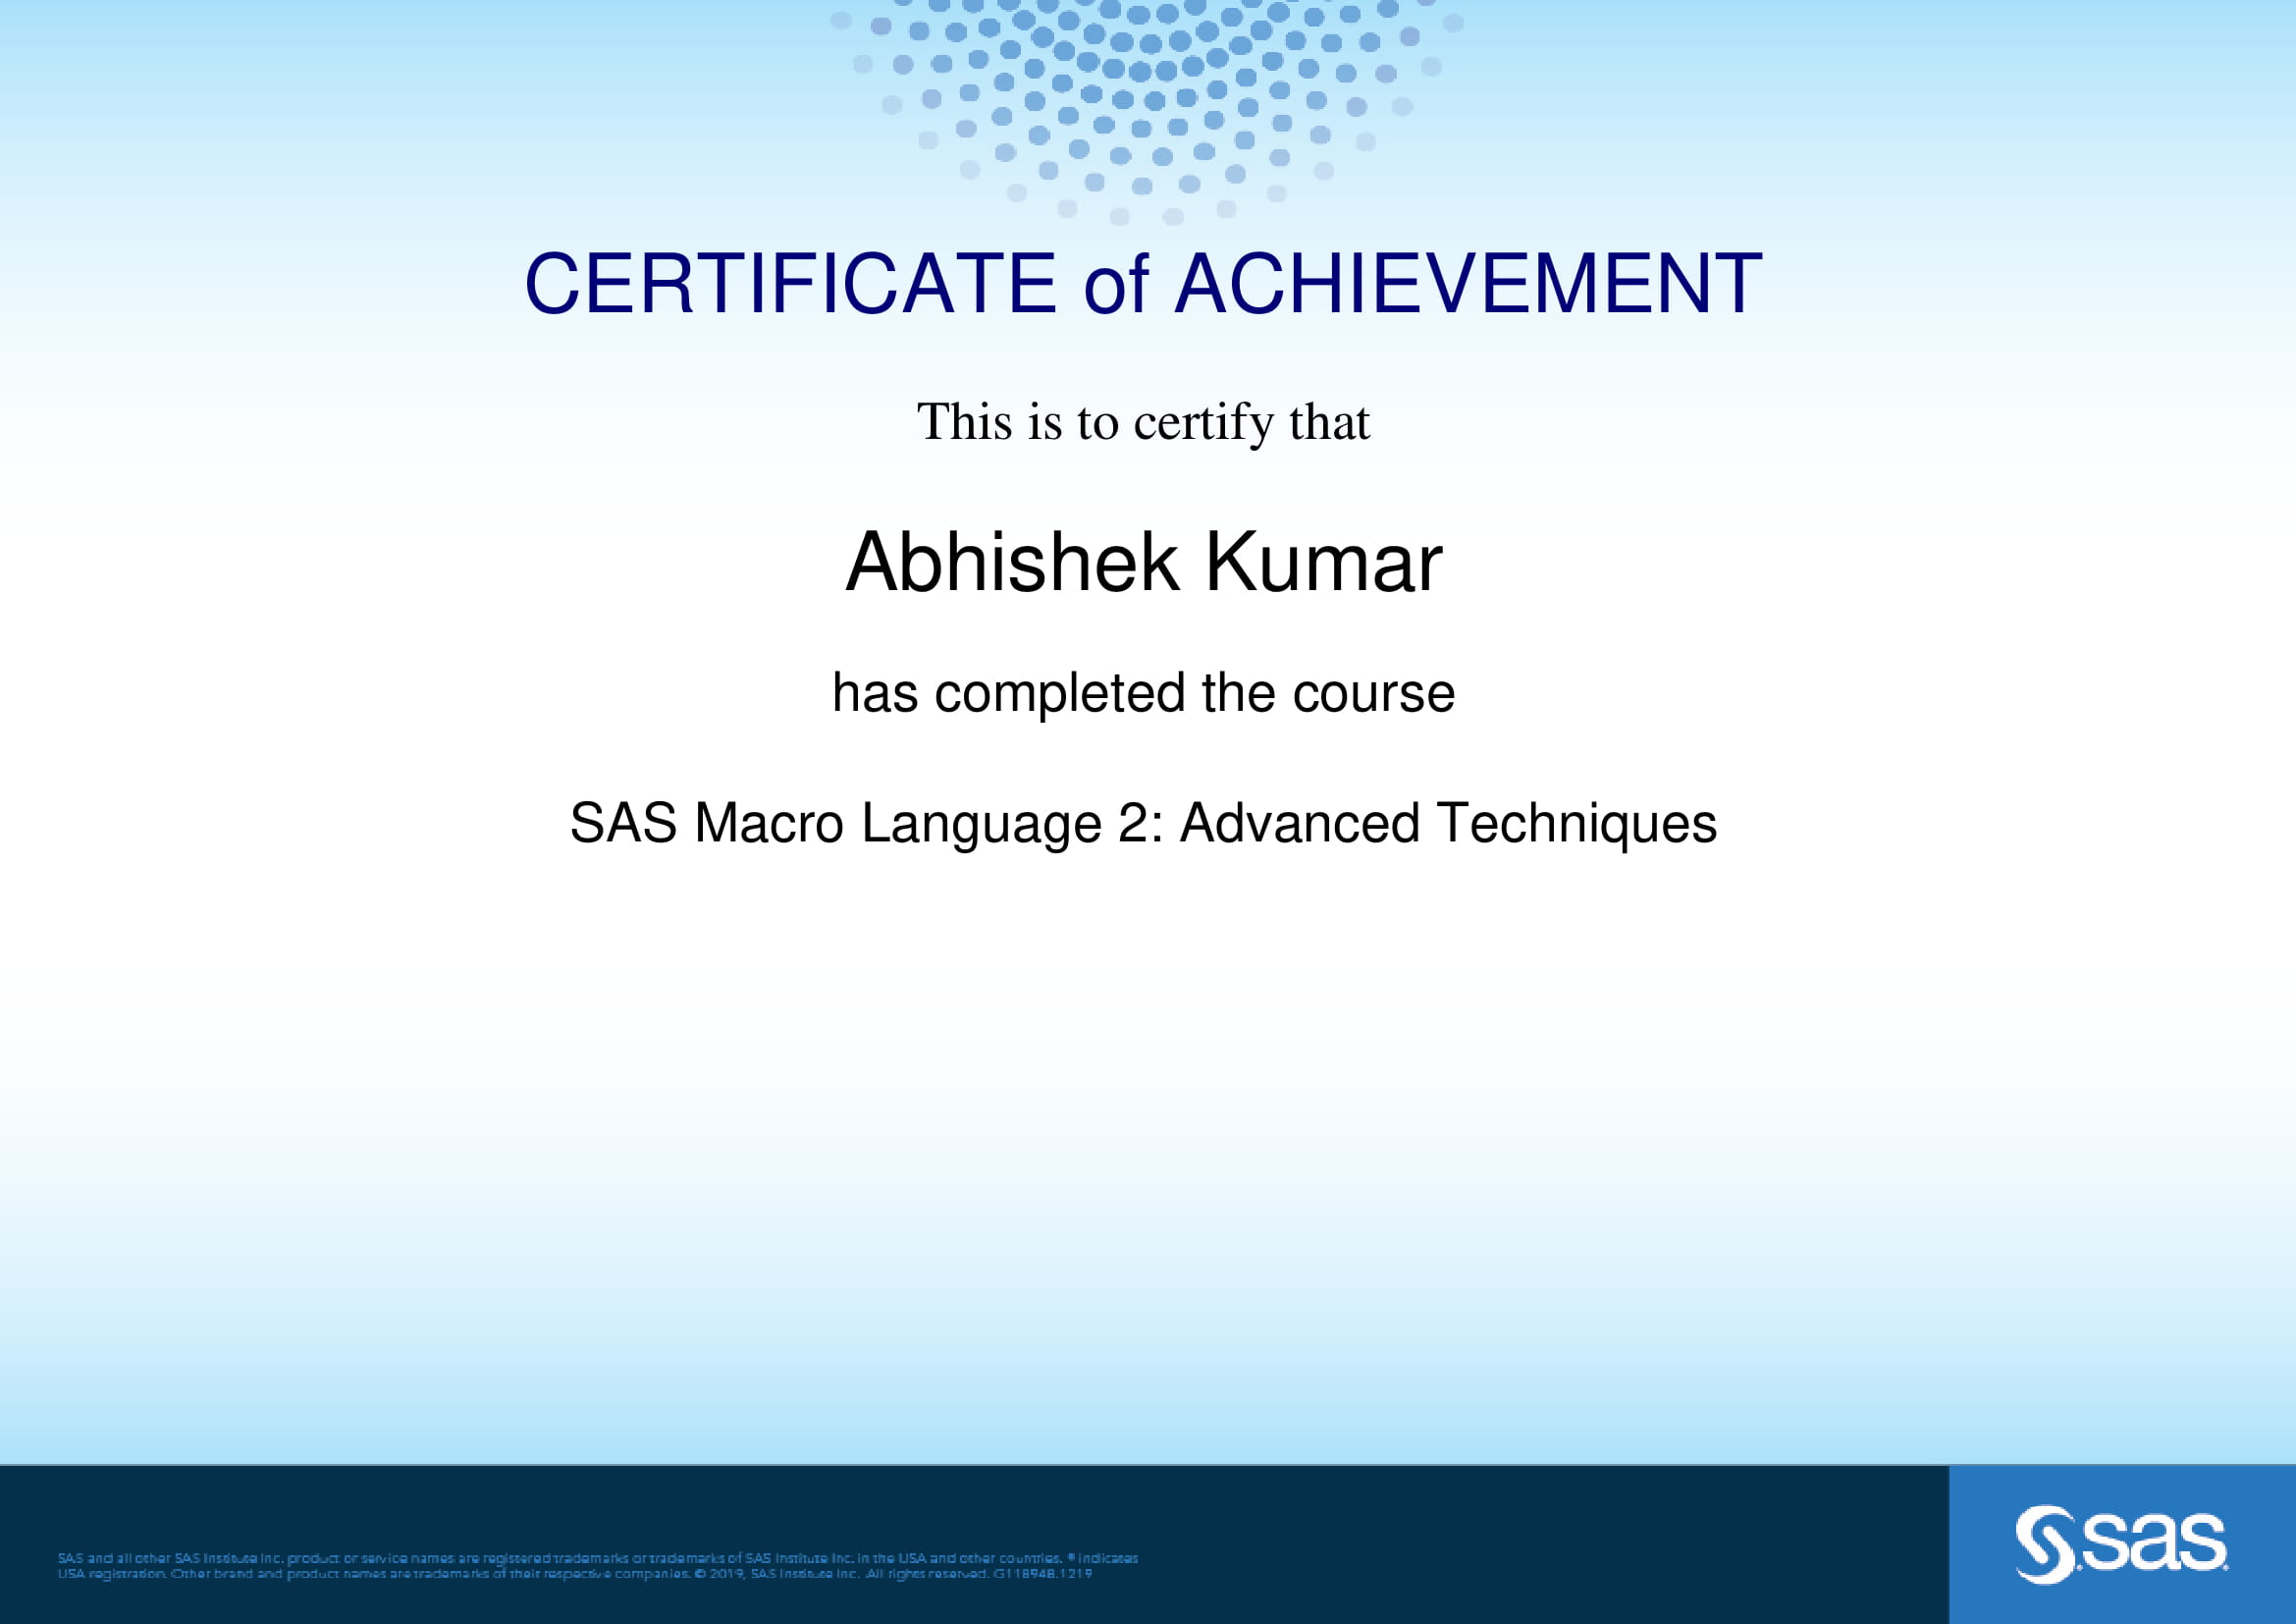 CERTIFICATE of ACHIEVEMENT
This is to certify that
Abhishek Kumar
has completed the course
SAS Macro Language 2: Advanced Techniques
SAS and all other SAS Institute Inc. product or service names are registered trademarks or trademarks of SAS Institute Inc. in the USA and other countries. ® indicates
USA registration. Other brand and product names are trademarks of their respective companies. © 2019, SAS Institute Inc. All rights reserved. G118948.1219
sas